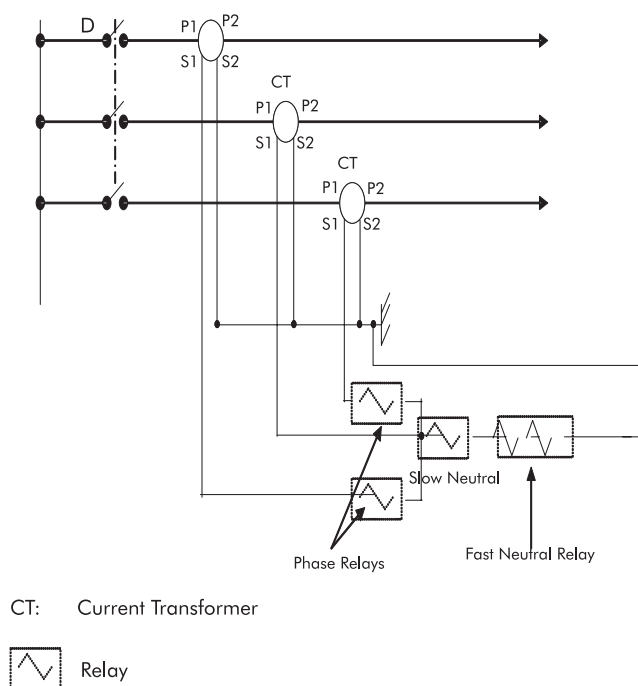 D
P1 P2
S1 S2
CT
P1 P2
S1 S2
CT
P1 P2
S1 S2
Slow Neutral
Phase Relays
Fast Neutral Relay
CT: Current Transformer
Relay